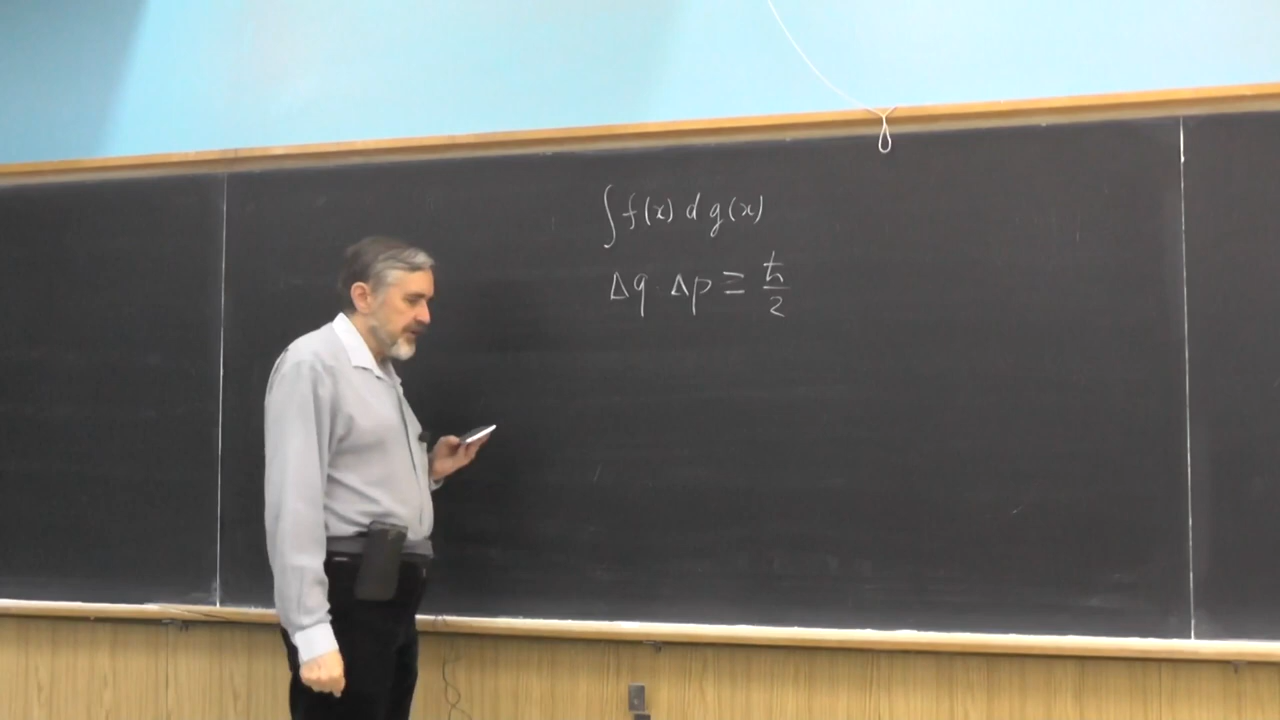 ∫ f(x) d g(x)
Δq · Δp ≥ ℏ/2